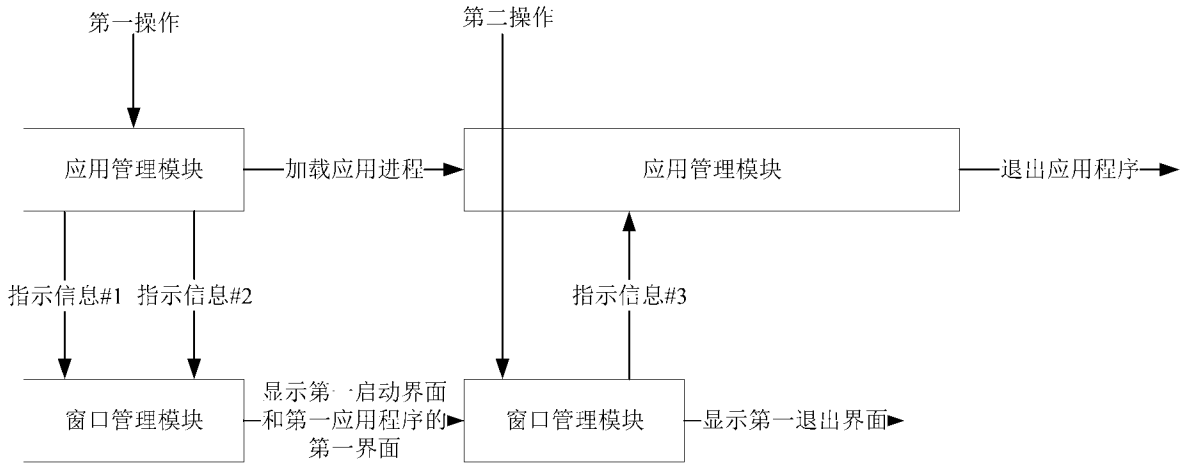 第一操作
第二操作
应用管理模块
加载应用进程
应用管理模块
退出应用程序
指示信息#1
指示信息#2
指示信息#3
窗口管理模块
显示第一启动界面
和第一应用程序的
第一界面
窗口管理模块
显示第一退出界面